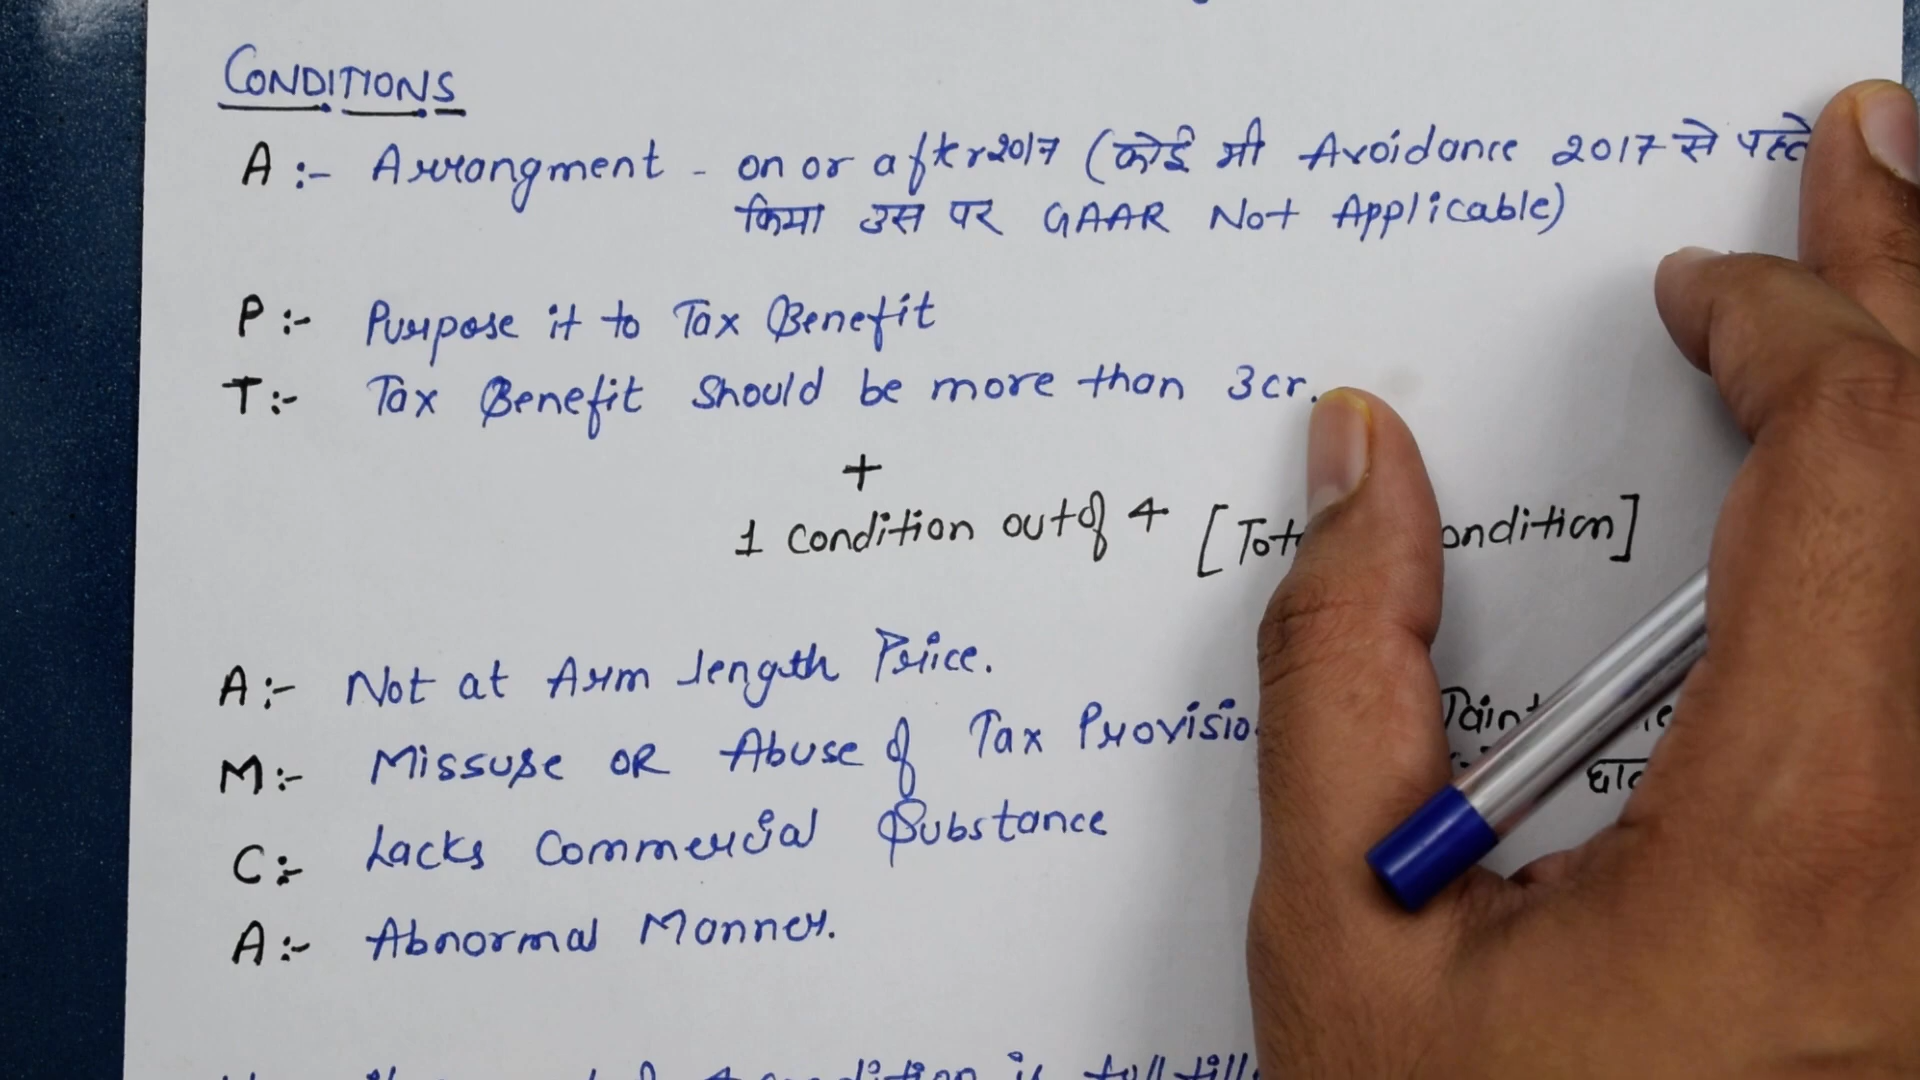 CONDITIONS
A :- Arrangment - on or after 2017 (कोई भी Avoidance 2017 से पहले
किया उस पर GAAR Not Applicable)
P :- Purpose it to Tax Benefit
T :- Tax Benefit Should be more than 3cr.
+
1 Condition out of 4 [ ondition]
A :- Not at Arm length Price.
M :- Missuse OR Abuse of Tax Provisio
C :- Lacks Commercial Substance
A :- Abnormal Manner.